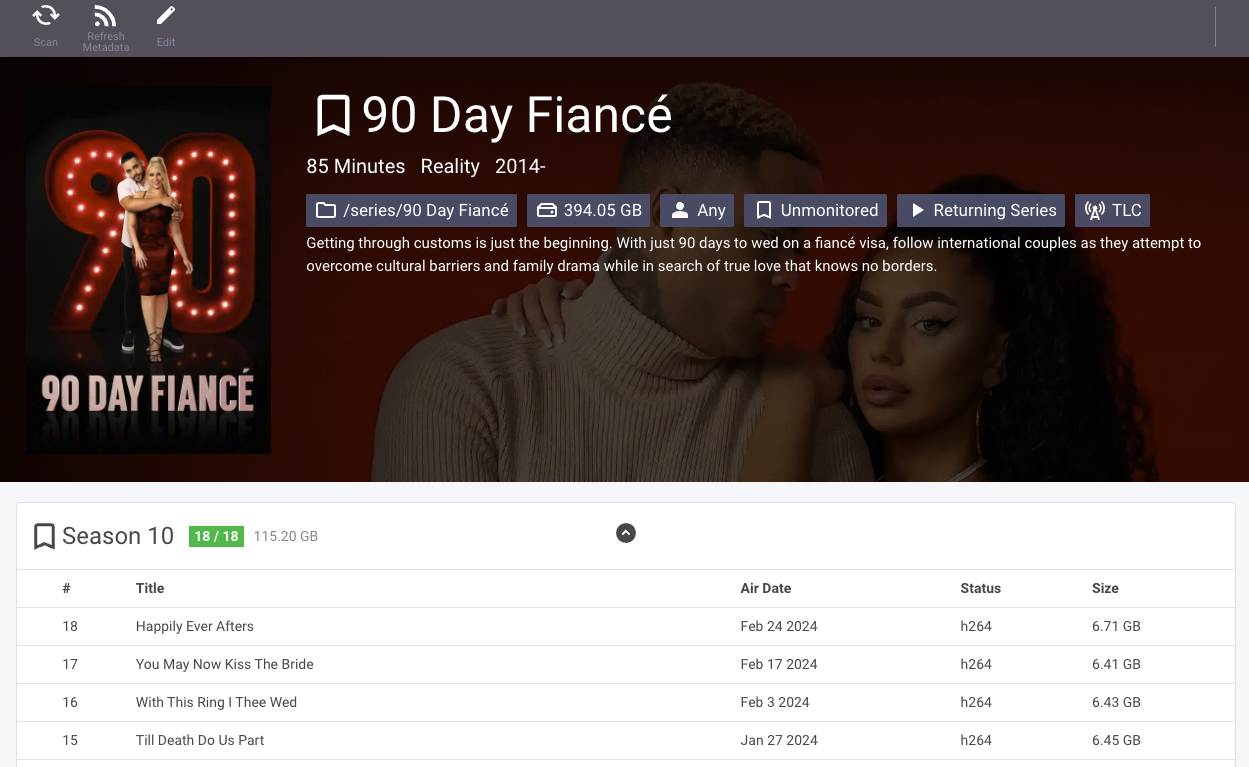 Scan
Refresh
Metadata
Edit
90
90 DAY FIANCÉ
90 Day Fiancé
85 Minutes Reality 2014-
/series/90 Day Fiancé 394.05 GB Any Unmonitored Returning Series TLC
Getting through customs is just the beginning. With just 90 days to wed on a fiancé visa, follow international couples as they attempt to
overcome cultural barriers and family drama while in search of true love that knows no borders.
Season 10 18 / 18 115.20 GB
# Title Air Date Status Size
18 Happily Ever Afters Feb 24 2024 h264 6.71 GB
17 You May Now Kiss The Bride Feb 17 2024 h264 6.41 GB
16 With This Ring I Thee Wed Feb 3 2024 h264 6.43 GB
15 Till Death Do Us Part Jan 27 2024 h264 6.45 GB